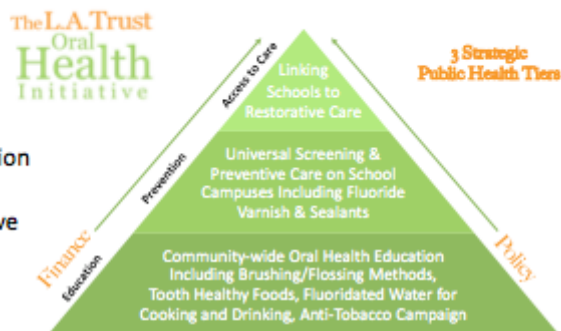 The L.A. Trust
Oral
Health
Initiative
3 Strategic
Public Health Tiers
Access to Care
Linking
Schools to
Restorative Care
Prevention
Universal Screening &
Preventive Care on School
Campuses Including Fluoride
Varnish & Sealants
Finance
Education
Policy
Community-wide Oral Health Education
Including Brushing/Flossing Methods,
Tooth Healthy Foods, Fluoridated Water for
Cooking and Drinking, Anti-Tobacco Campaign